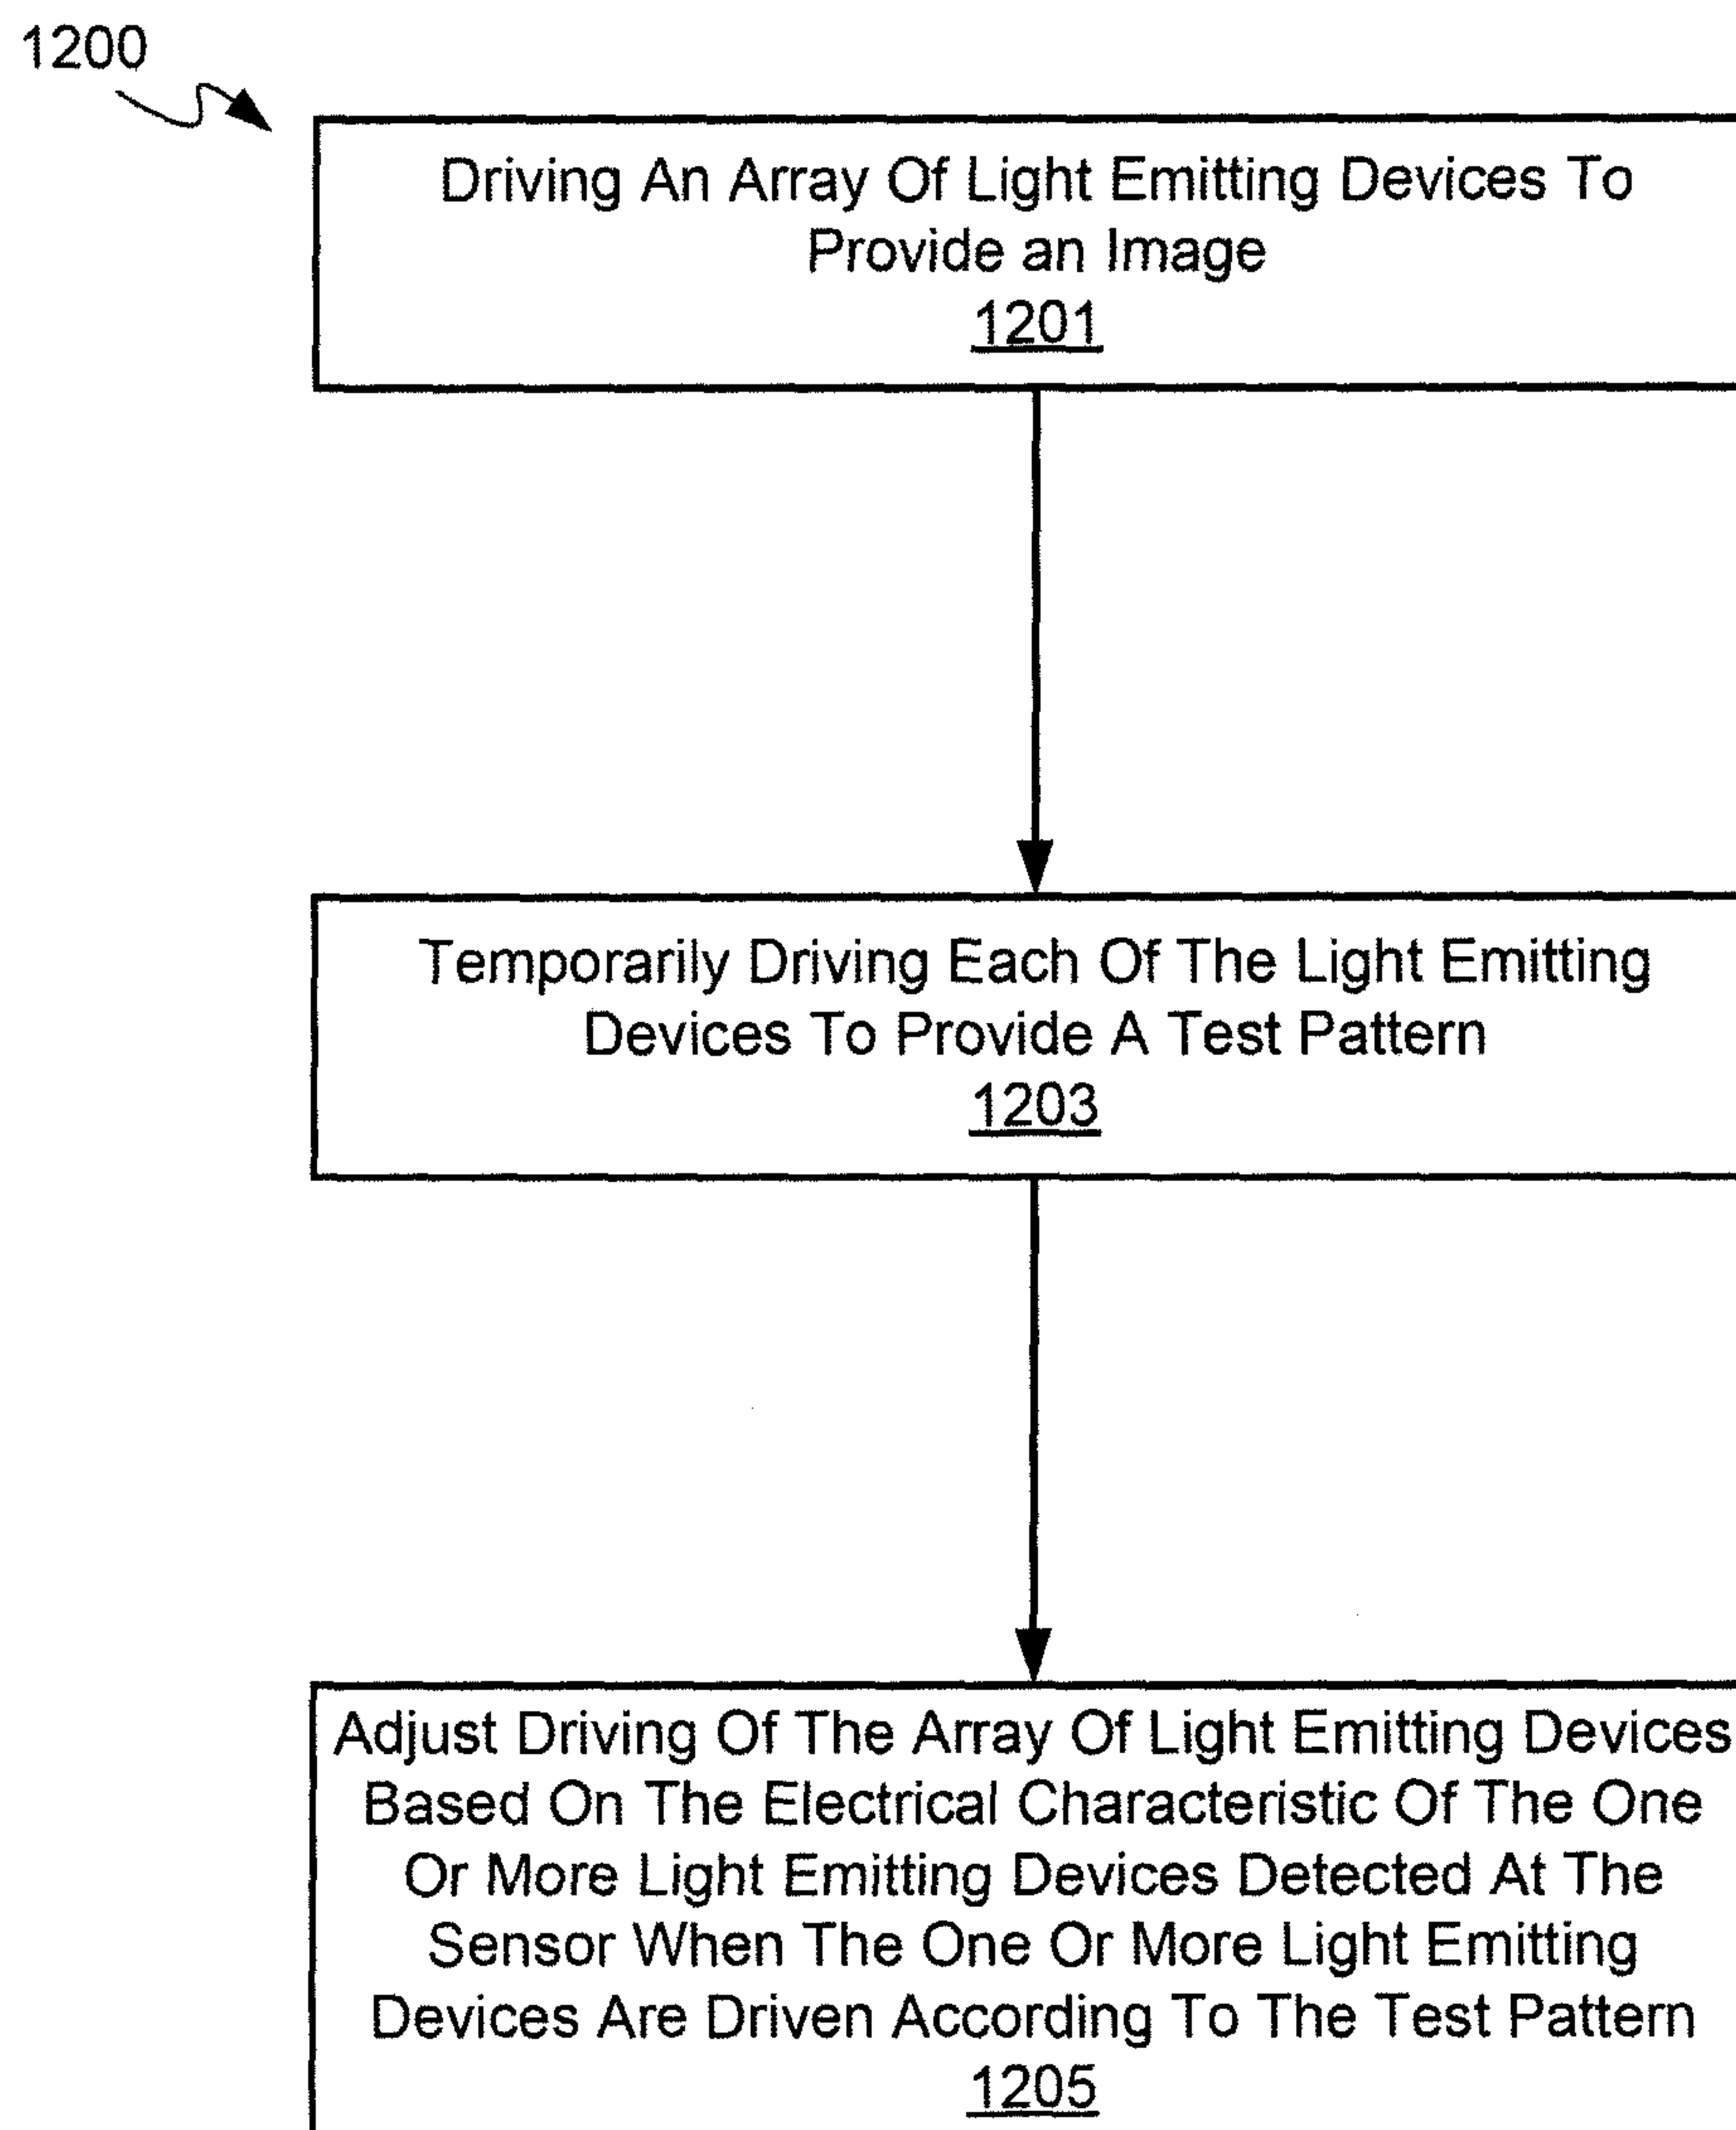 1200
Driving An Array Of Light Emitting Devices To
Provide an Image
1201
Temporarily Driving Each Of The Light Emitting
Devices To Provide A Test Pattern
1203
Adjust Driving Of The Array Of Light Emitting Devices
Based On The Electrical Characteristic Of The One
Or More Light Emitting Devices Detected At The
Sensor When The One Or More Light Emitting
Devices Are Driven According To The Test Pattern
1205